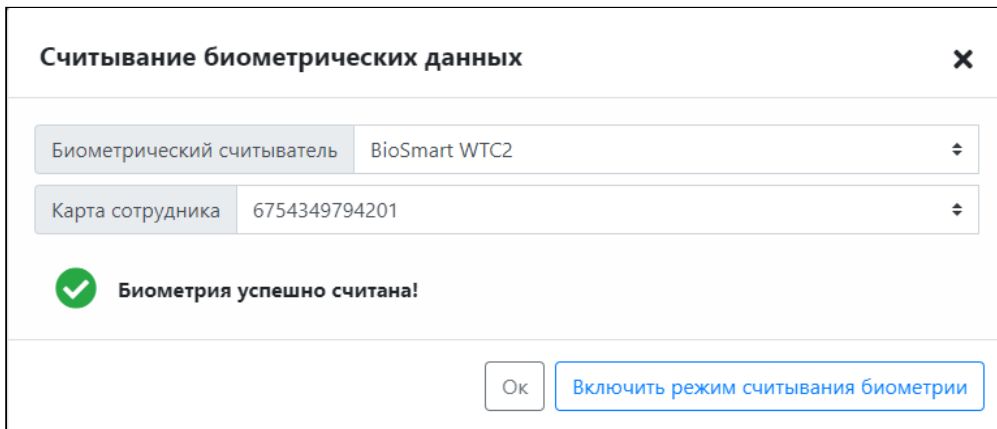 Считывание биометрических данных
Биометрический считыватель BioSmart WTC2
Карта сотрудника 6754349794201
Биометрия успешно считана!
Ок Включить режим считывания биометрии